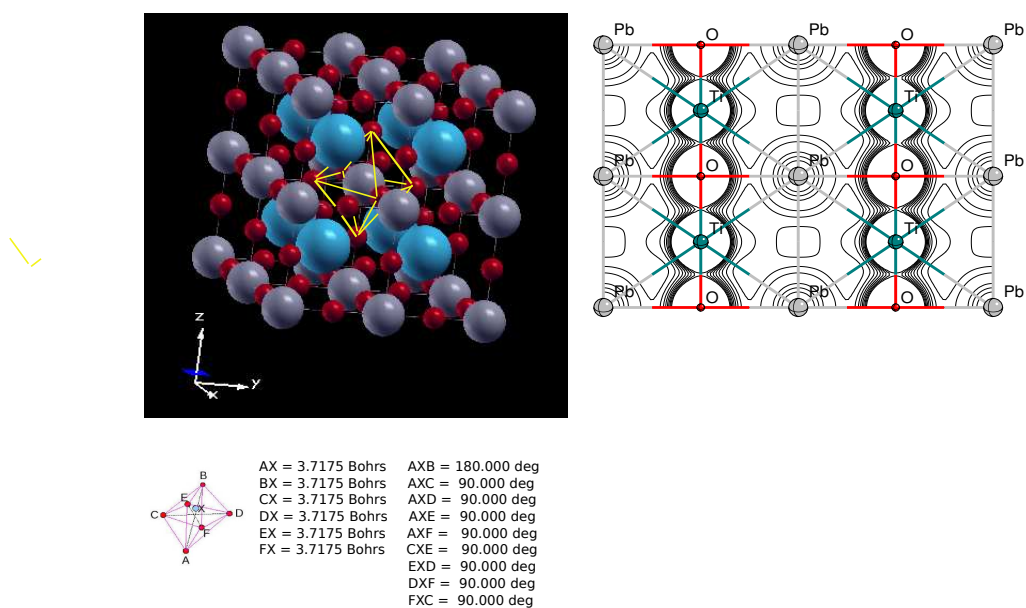 Pb O Pb O Pb
Ti Ti
Pb O Pb O Pb
Ti Ti
Pb O Pb O Pb
z
y
x
AX = 3.7175 Bohrs
BX = 3.7175 Bohrs
CX = 3.7175 Bohrs
DX = 3.7175 Bohrs
EX = 3.7175 Bohrs
FX = 3.7175 Bohrs
AXB = 180.000 deg
AXC = 90.000 deg
AXD = 90.000 deg
AXE = 90.000 deg
AXF = 90.000 deg
CXE = 90.000 deg
EXD = 90.000 deg
DXF = 90.000 deg
FXC = 90.000 deg
B
E
X
C
D
F
A